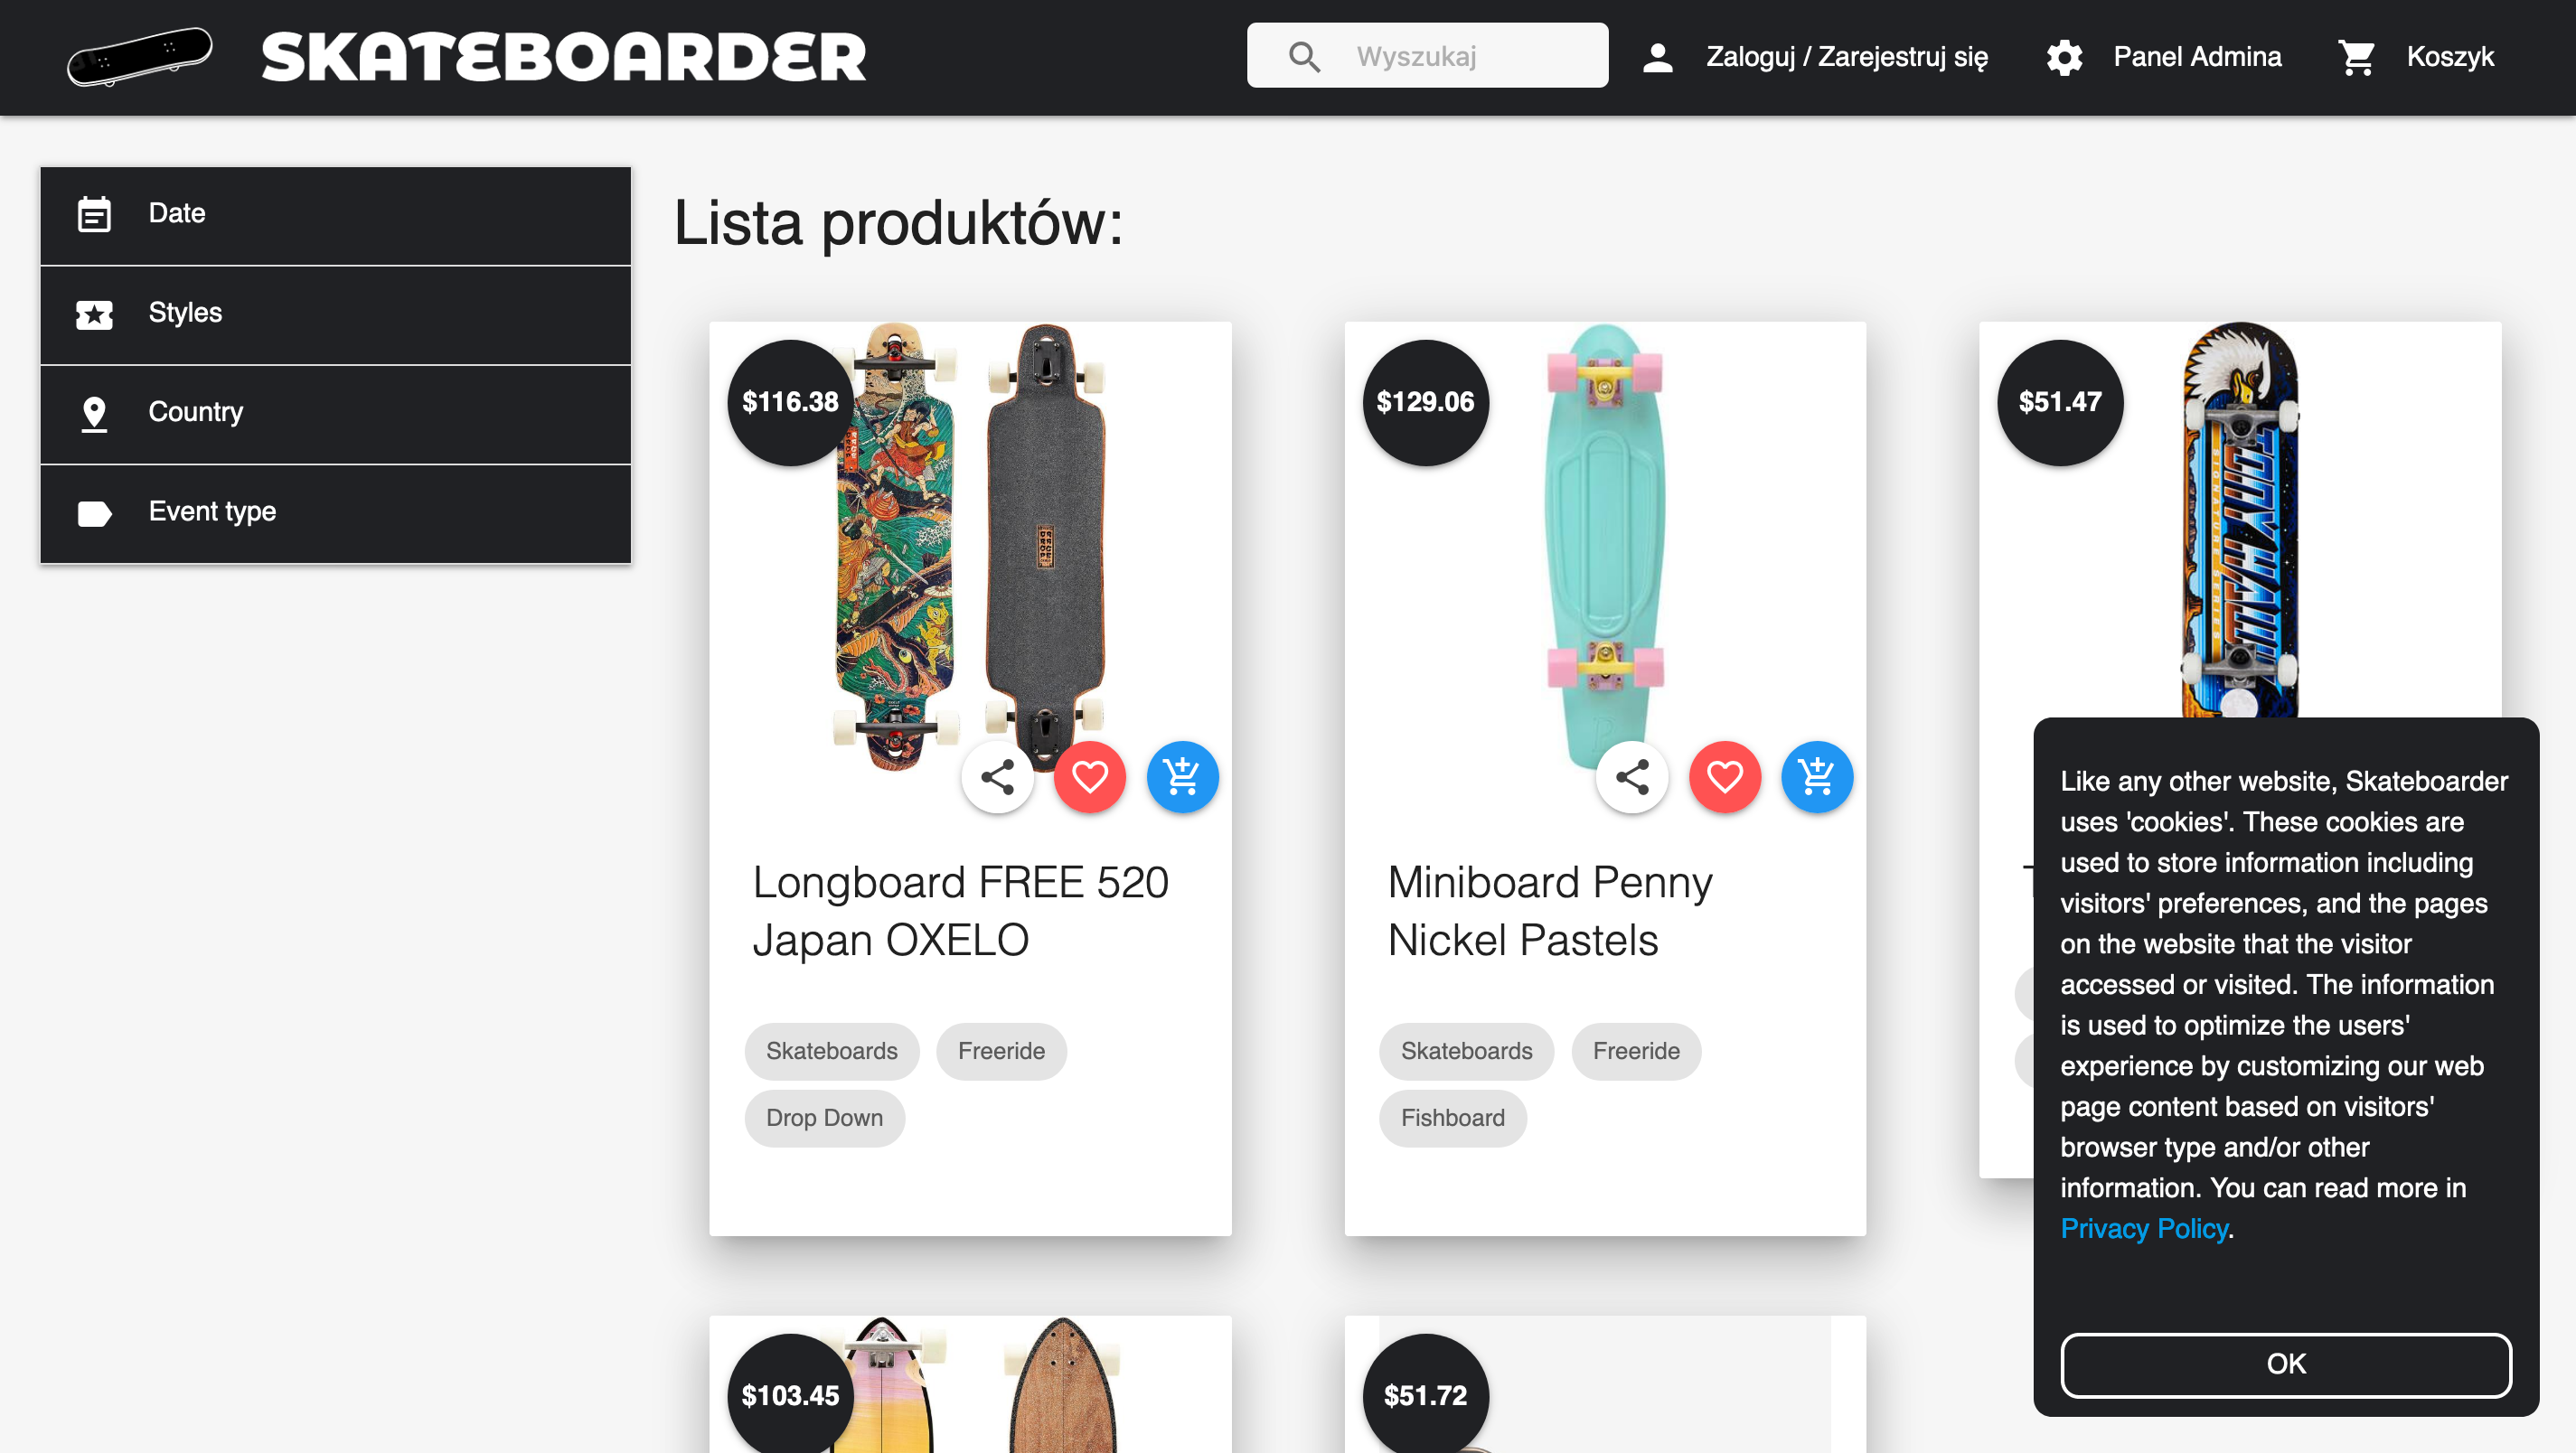 SKATEBOARDER
Wyszukaj
Zaloguj / Zarejestruj się
Panel Admina
Koszyk
Date
Styles
Country
Event type
Lista produktów:
$116.38
Longboard FREE 520
Japan OXELO
Skateboards Freeride
Drop Down
$129.06
Miniboard Penny
Nickel Pastels
Skateboards Freeride
Fishboard
$51.47
TONY HAWK
SIGNATURE SERIES
$103.45
$51.72
Like any other website, Skateboarder
uses 'cookies'. These cookies are
used to store information including
visitors' preferences, and the pages
on the website that the visitor
accessed or visited. The information
is used to optimize the users'
experience by customizing our web
page content based on visitors'
browser type and/or other
information. You can read more in
Privacy Policy.
OK